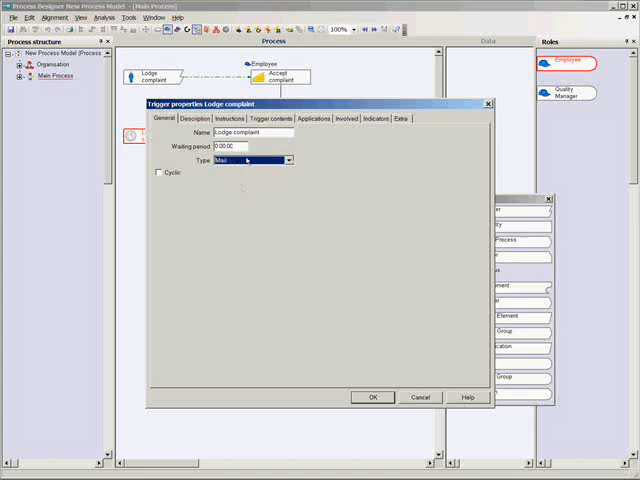 Process Designer New Process Model - [Main Process]
File Edit Alignment View Analysis Tools Window Help
100%
Process structure
Process
Data
Roles
New Process Model (Process
Organisation
Main Process
Lodge complaint
Employee
Accept complaint
Employee
Quality Manager
Trigger properties Lodge complaint
General Description Instructions Trigger contents Applications Involved Indicators Extra
Name Lodge complaint
Waiting period 0:00:00
Type Mail
Cyclic
Process
Element
Group
Group
OK Cancel Help